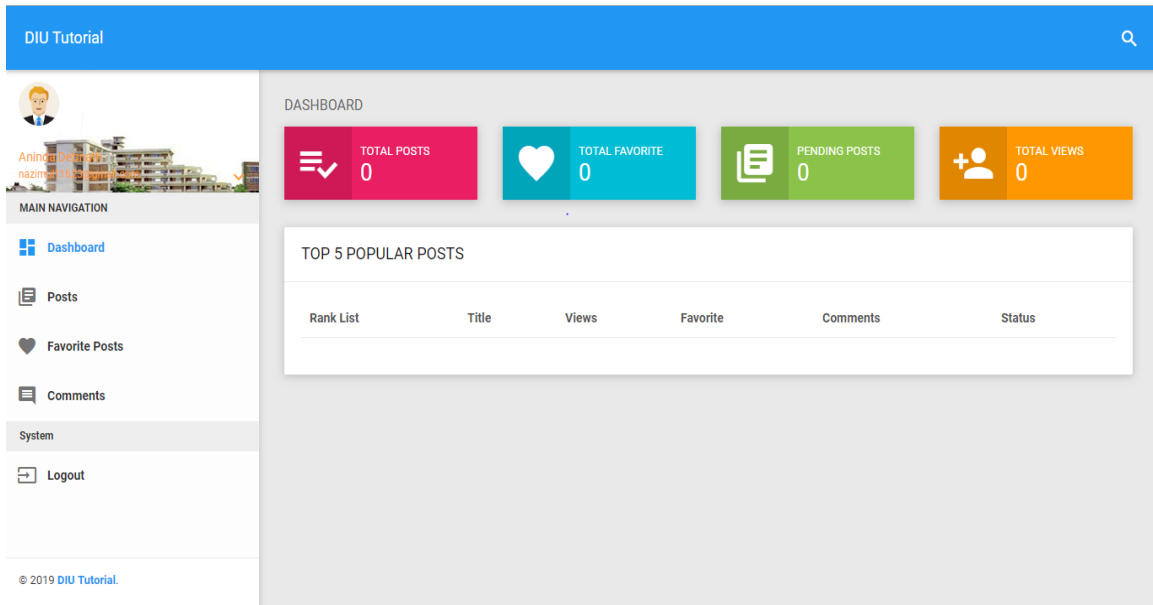 DIU Tutorial
MAIN NAVIGATION
Dashboard
Posts
Favorite Posts
Comments
System
Logout
© 2019 DIU Tutorial.
DASHBOARD
TOTAL POSTS
0
TOTAL FAVORITE
0
PENDING POSTS
0
TOTAL VIEWS
0
TOP 5 POPULAR POSTS
Rank List Title Views Favorite Comments Status